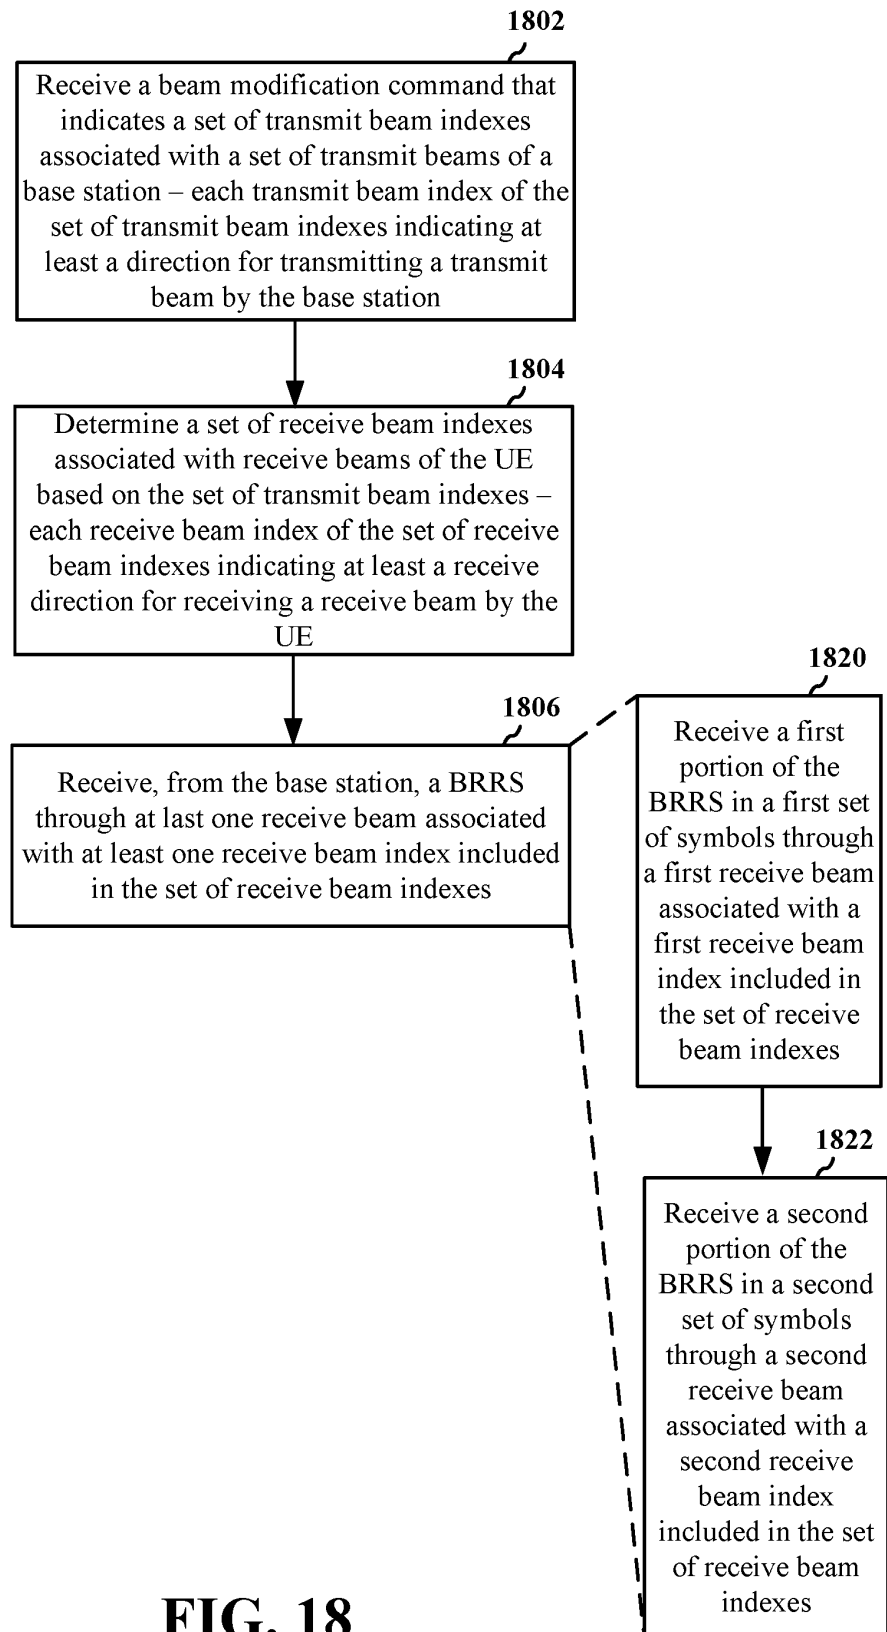 1802
Receive a beam modification command that
indicates a set of transmit beam indexes
associated with a set of transmit beams of a
base station – each transmit beam index of the
set of transmit beam indexes indicating at
least a direction for transmitting a transmit
beam by the base station
1804
Determine a set of receive beam indexes
associated with receive beams of the UE
based on the set of transmit beam indexes –
each receive beam index of the set of receive
beam indexes indicating at least a receive
direction for receiving a receive beam by the
UE
1806
Receive, from the base station, a BRRS
through at last one receive beam associated
with at least one receive beam index included
in the set of receive beam indexes
1820
Receive a first
portion of the
BRRS in a first set
of symbols through
a first receive beam
associated with a
first receive beam
index included in
the set of receive
beam indexes
1822
Receive a second
portion of the
BRRS in a second
set of symbols
through a second
receive beam
associated with a
second receive
beam index
included in the set
of receive beam
indexes
FIG. 18